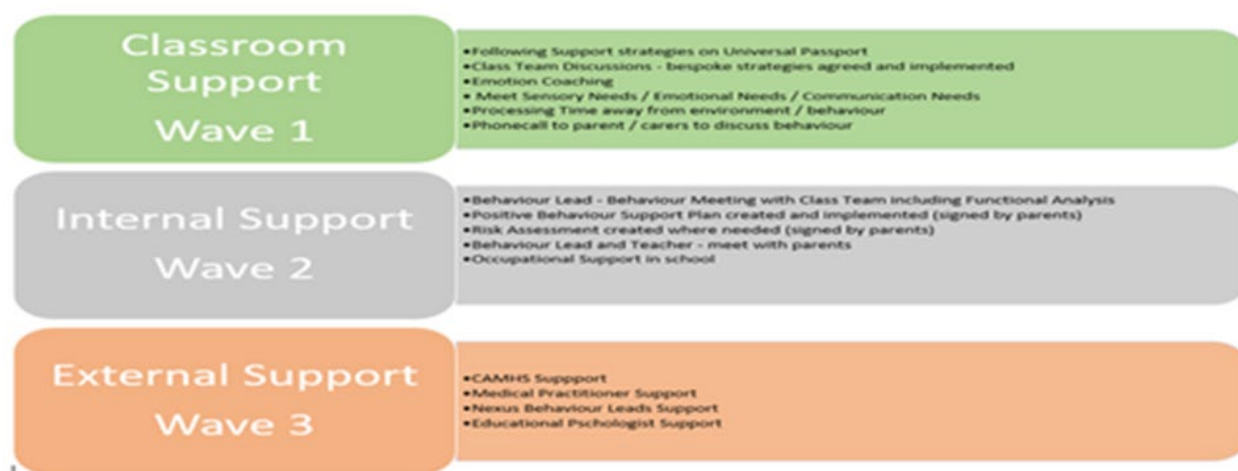 Classroom
Support
Wave 1
•Following Support strategies on Universal Passport
•Class Team Discussions - bespoke strategies agreed and implemented
•Emotion Coaching
• Meet Sensory Needs / Emotional Needs / Communication Needs
•Processing Time away from environment / behaviour
•Phonecall to parent / carers to discuss behaviour
Internal Support
Wave 2
•Behaviour Lead - Behaviour Meeting with Class Team including Functional Analysis
•Positive Behaviour Support Plan created and implemented (signed by parents)
•Risk Assessment created where needed (signed by parents)
•Behaviour Lead and Teacher - meet with parents
•Occupational Support in school
External Support
Wave 3
•CAMHS Suppport
•Medical Practitioner Support
•Nexus Behaviour Leads Support
•Educational Pschologist Support